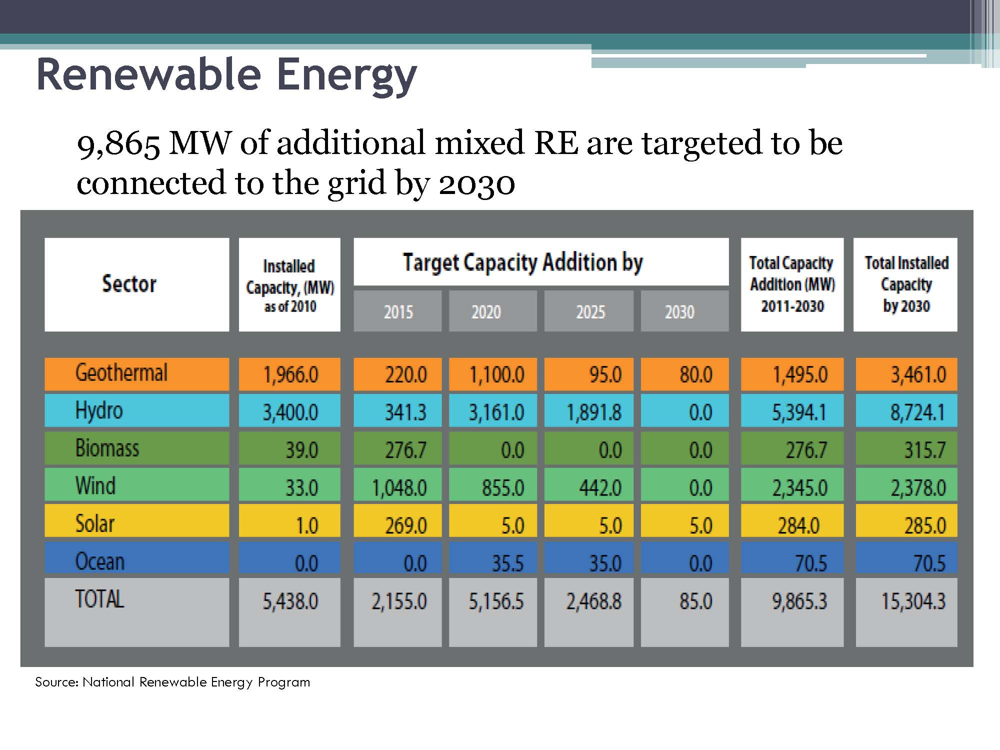 Renewable Energy
9,865 MW of additional mixed RE are targeted to be
connected to the grid by 2030
Sector
Installed
Capacity, (MW)
as of 2010
Target Capacity Addition by
2015 2020 2025 2030
Total Capacity
Addition (MW)
2011-2030
Total Installed
Capacity
by 2030
Geothermal 1,966.0 220.0 1,100.0 95.0 80.0 1,495.0 3,461.0
Hydro 3,400.0 341.3 3,161.0 1,891.8 0.0 5,394.1 8,724.1
Biomass 39.0 276.7 0.0 0.0 0.0 276.7 315.7
Wind 33.0 1,048.0 855.0 442.0 0.0 2,345.0 2,378.0
Solar 1.0 269.0 5.0 5.0 5.0 284.0 285.0
Ocean 0.0 0.0 35.5 35.0 0.0 70.5 70.5
TOTAL 5,438.0 2,155.0 5,156.5 2,468.8 85.0 9,865.3 15,304.3
Source: National Renewable Energy Program